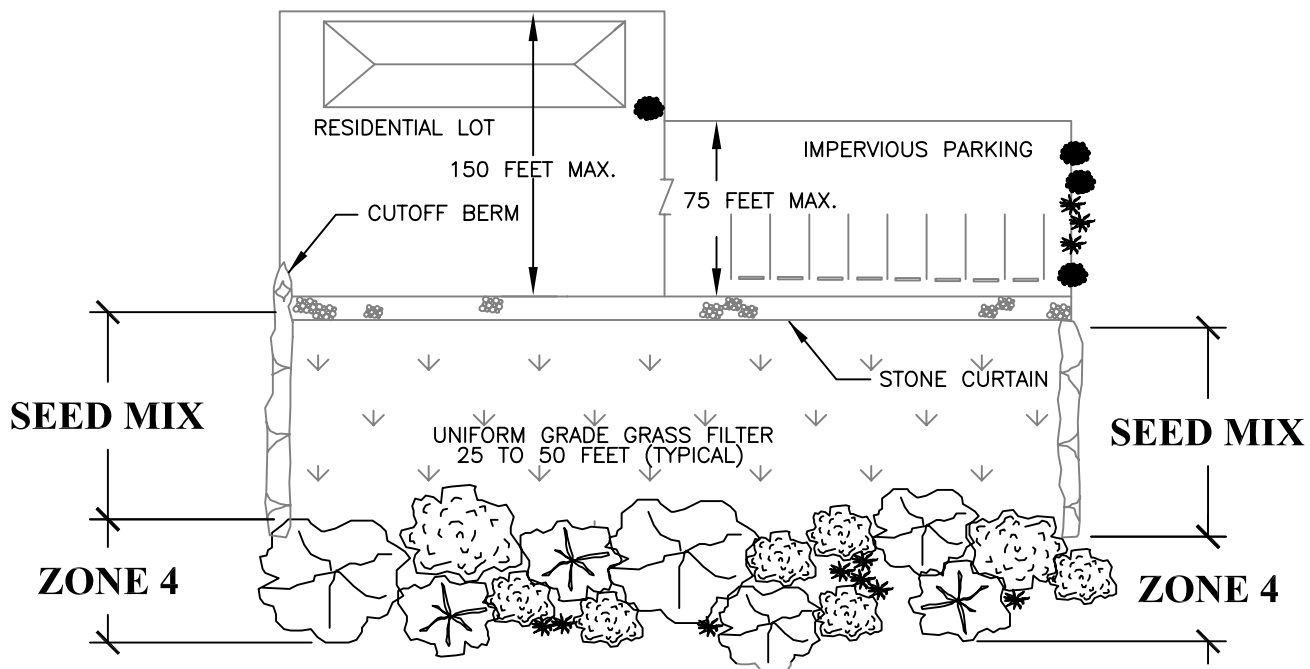 RESIDENTIAL LOT
IMPERVIOUS PARKING
150 FEET MAX.
75 FEET MAX.
CUTOFF BERM
STONE CURTAIN
SEED MIX
SEED MIX
UNIFORM GRADE GRASS FILTER
25 TO 50 FEET (TYPICAL)
ZONE 4
ZONE 4